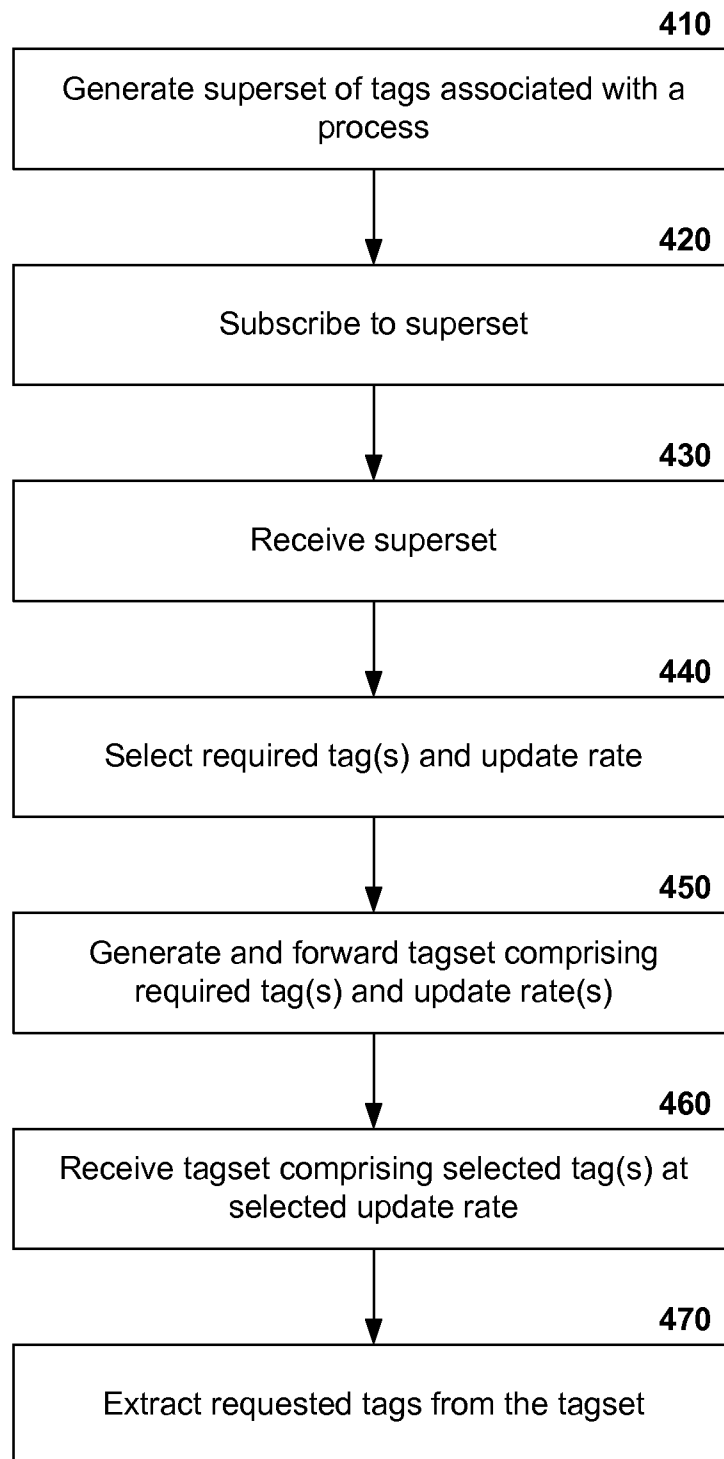 410
Generate superset of tags associated with a
process
420
Subscribe to superset
430
Receive superset
440
Select required tag(s) and update rate
450
Generate and forward tagset comprising
required tag(s) and update rate(s)
460
Receive tagset comprising selected tag(s) at
selected update rate
470
Extract requested tags from the tagset